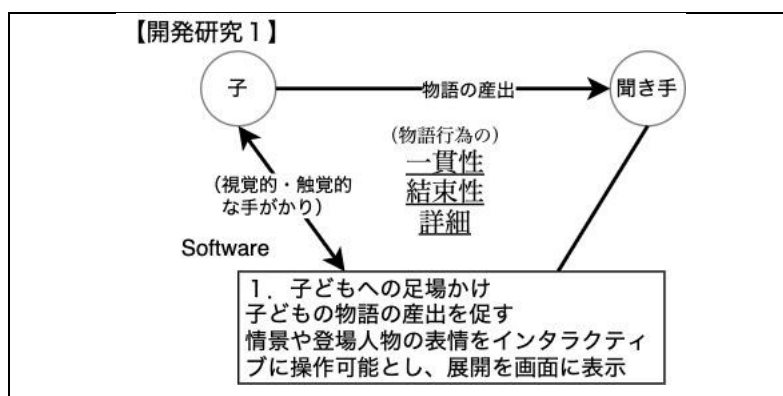 【開発研究１】
子
物語の産出
聞き手
（物語行為の）
一貫性
結束性
詳細
（視覚的・触覚的
な手がかり）
Software
１．子どもへの足場かけ
子どもの物語の産出を促す
情景や登場人物の表情をインタラクティ
ブに操作可能とし、展開を画面に表示